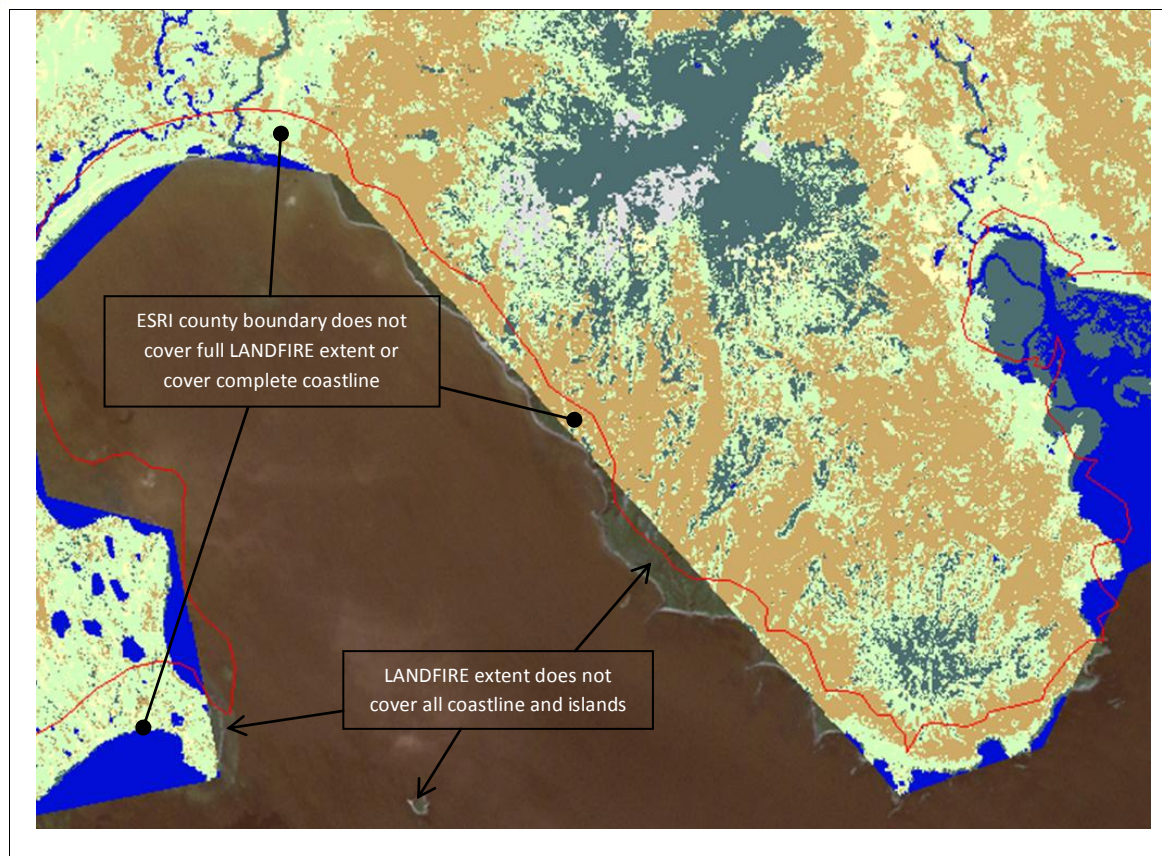 ESRI county boundary does not
cover full LANDFIRE extent or
cover complete coastline
LANDFIRE extent does not
cover all coastline and islands